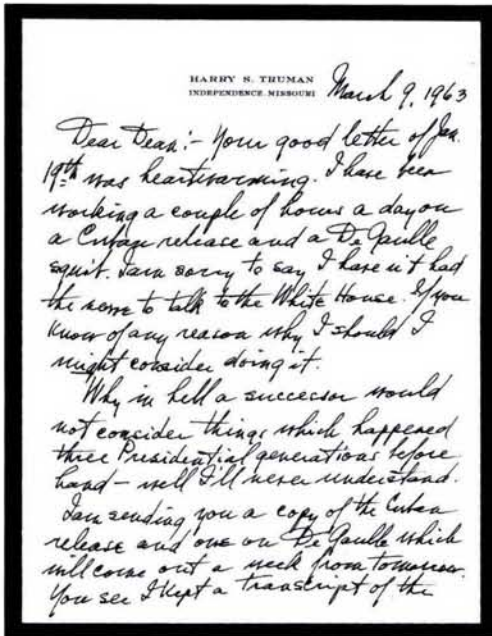 HARRY S. TRUMAN
INDEPENDENCE, MISSOURI
March 9, 1963
Dear Dean:- Your good letter of Jan.
19th was heartwarming. I have been
working a couple of hours a day on
a Cuban release and a De Gaulle
squit. I am sorry to say I haven't had
the nerve to talk to the White House. If you
know of any reason why I should I
might consider doing it.
Why in hell a successor would
not consider things which happened
three Presidential generations before
hand - well I'll never understand.
I am sending you a copy of the Cuban
release and one on De Gaulle which
will come out a week from tomorrow.
You see I kept a transcript of the